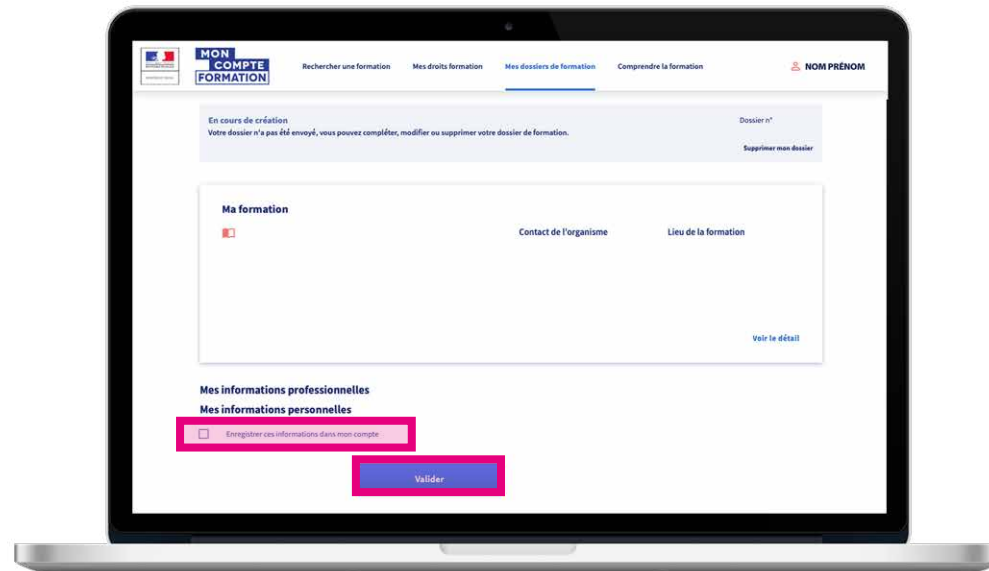 MON
COMPTE
FORMATION
Rechercher une formation
Mes droits formation
Mes dossiers de formation
Comprendre la formation
NOM PRÉNOM
En cours de création
Votre dossier n'a pas été envoyé, vous pouvez compléter, modifier ou supprimer votre dossier de formation.
Dossier n°
Supprimer mon dossier
Ma formation
Contact de l'organisme
Lieu de la formation
Voir le détail
Mes informations professionnelles
Mes informations personnelles
Enregistrer ces informations dans mon compte
Valider